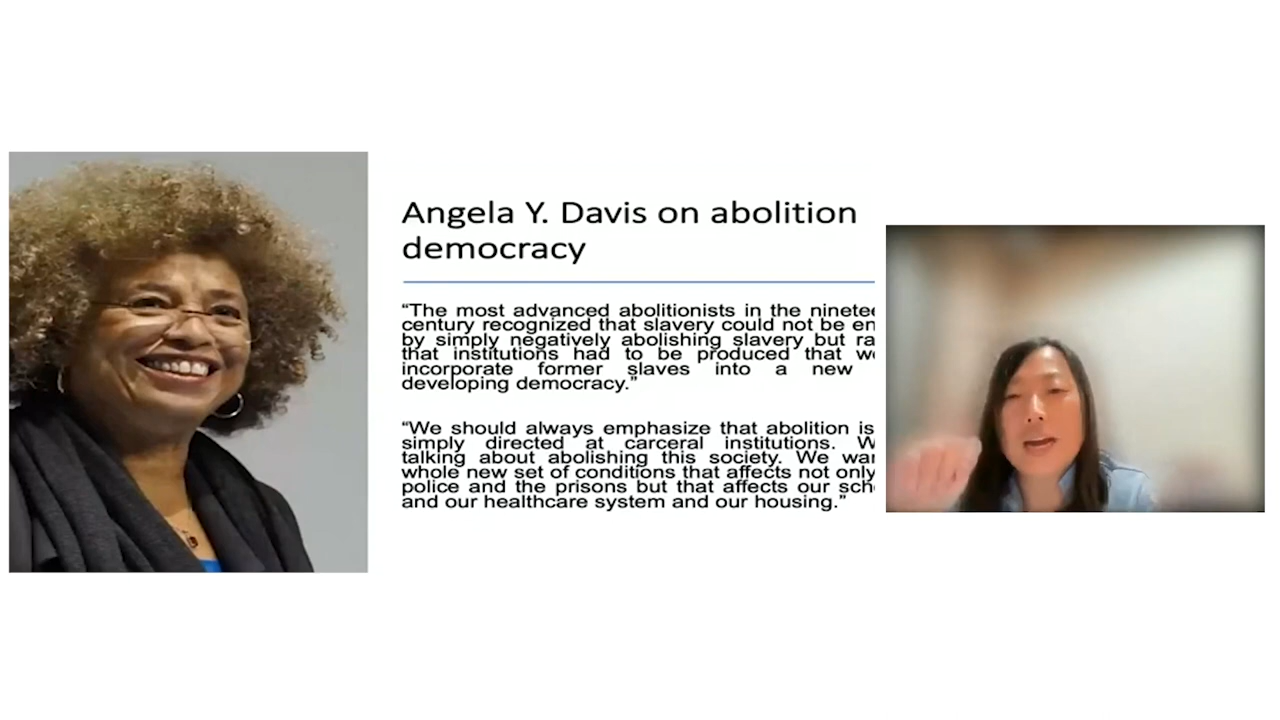 Angela Y. Davis on abolition
democracy
“The most advanced abolitionists in the ninetee
century recognized that slavery could not be en
by simply negatively abolishing slavery but ra
that institutions had to be produced that w
incorporate former slaves into a new
developing democracy.”
“We should always emphasize that abolition is
simply directed at carceral institutions. W
talking about abolishing this society. We wan
whole new set of conditions that affects not only
police and the prisons but that affects our sch
and our healthcare system and our housing.”